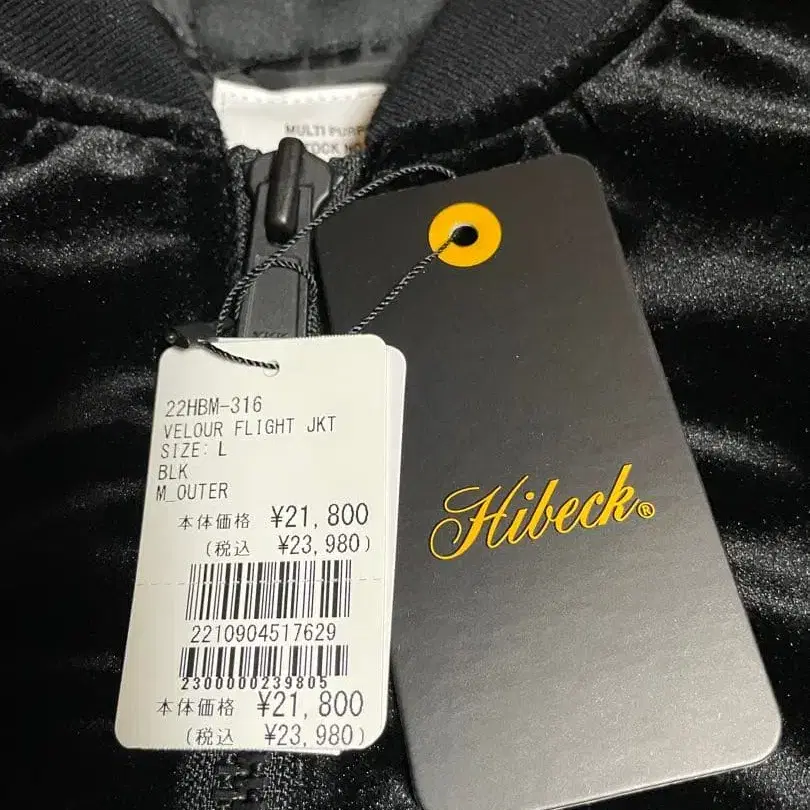 MULTI
STOCK NO
YKK
22HBM-316
VELOUR FLIGHT JKT
SIZE: L
BLK
M_OUTER
本体価格 ¥21,800
(税込 ¥23,980)
2210904517629
2300000239805
本体価格 ¥21,800
(税込 ¥23,980)
Hibeck®